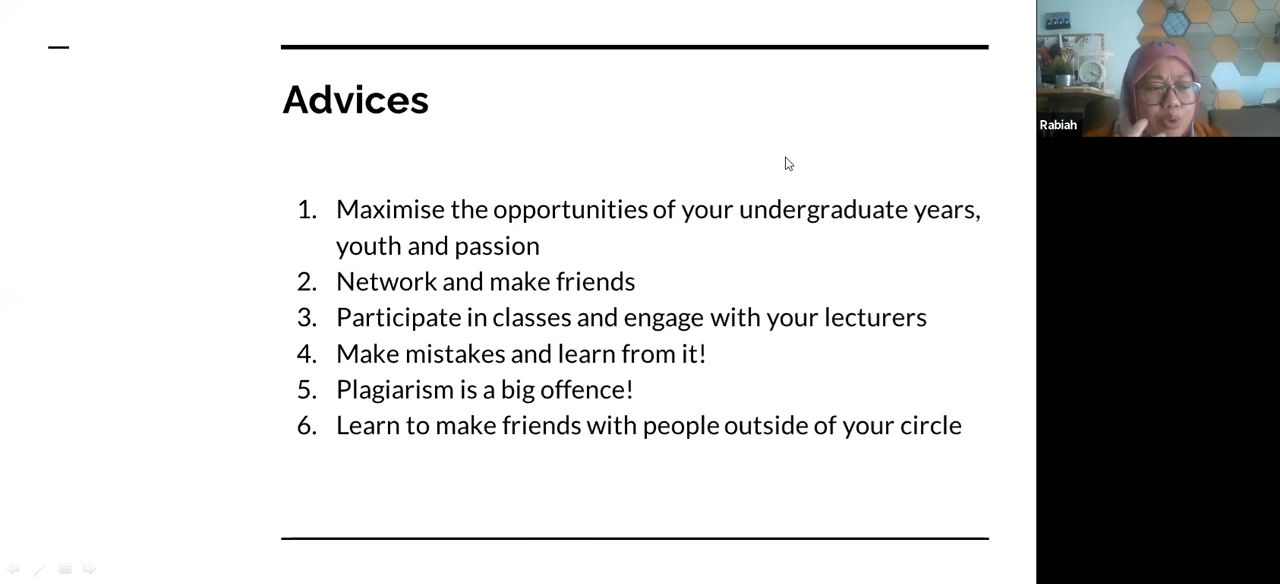 Advices
1. Maximise the opportunities of your undergraduate years,
youth and passion
2. Network and make friends
3. Participate in classes and engage with your lecturers
4. Make mistakes and learn from it!
5. Plagiarism is a big offence!
6. Learn to make friends with people outside of your circle
Rabiah